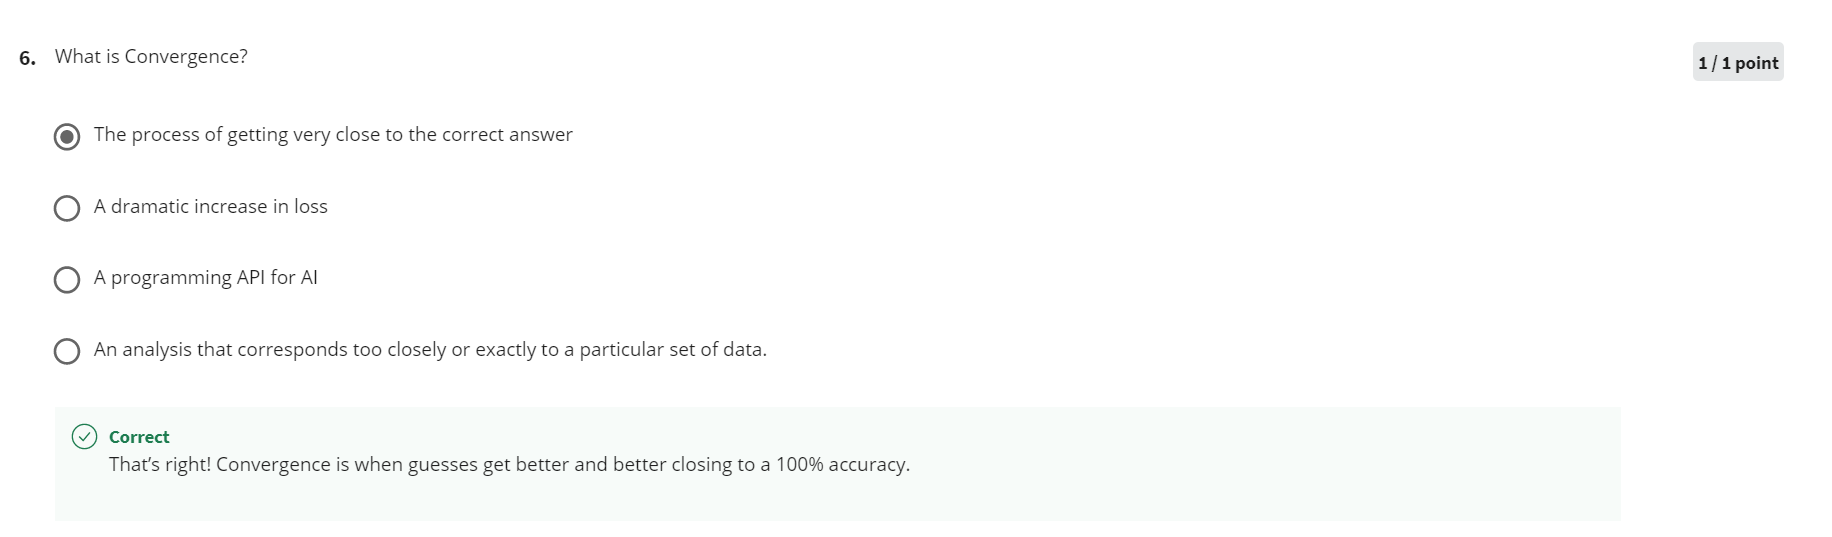 6. What is Convergence?
1 / 1 point
The process of getting very close to the correct answer
A dramatic increase in loss
A programming API for AI
An analysis that corresponds too closely or exactly to a particular set of data.
Correct
That’s right! Convergence is when guesses get better and better closing to a 100% accuracy.